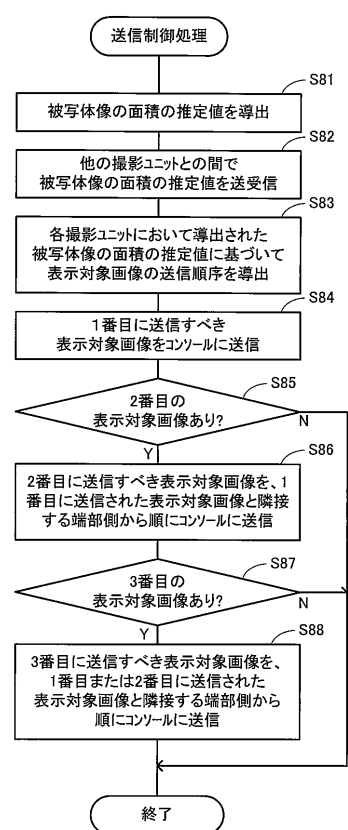 送信制御処理
S81
被写体像の面積の推定値を導出
S82
他の撮影ユニットとの間で
被写体像の面積の推定値を送受信
S83
各撮影ユニットにおいて導出された
被写体像の面積の推定値に基づいて
表示対象画像の送信順序を導出
S84
1番目に送信すべき
表示対象画像をコンソールに送信
S85
2番目の
表示対象画像あり?
N
Y
S86
2番目に送信すべき表示対象画像を、1
番目に送信された表示対象画像と隣接
する端部側から順にコンソールに送信
S87
3番目の
表示対象画像あり?
N
Y
S88
3番目に送信すべき表示対象画像を、
1番目または2番目に送信された
表示対象画像と隣接する端部側から
順にコンソールに送信
終了